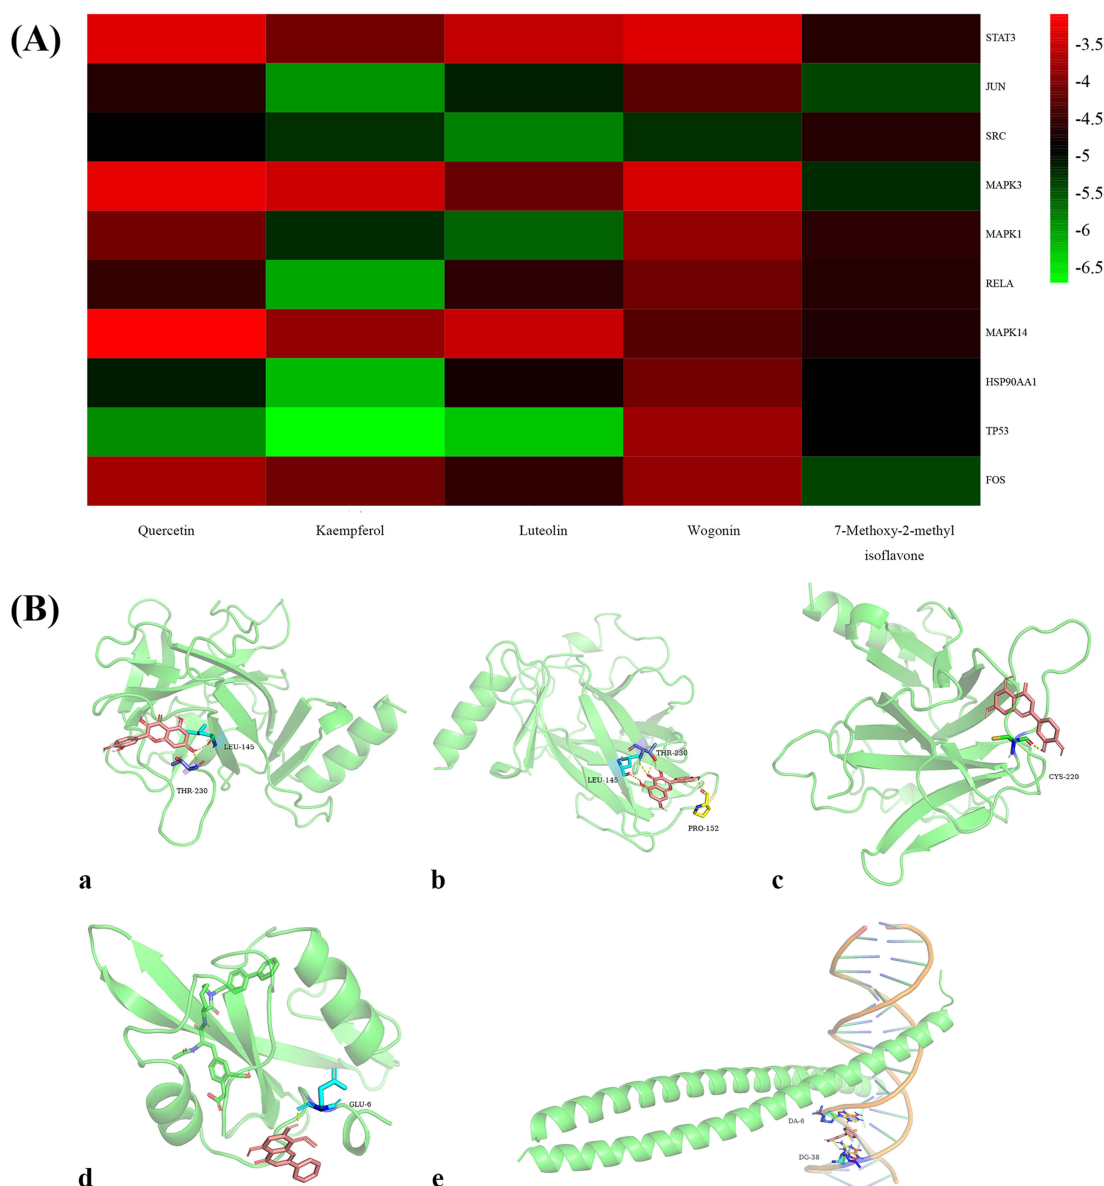 (A)
STAT3
JUN
SRC
MAPK3
MAPK1
RELA
MAPK14
HSP90AA1
TP53
FOS
-3.5
-4
-4.5
-5
-5.5
-6
-6.5
Quercetin
Kaempferol
Luteolin
Wogonin
7-Methoxy-2-methyl
isoflavone
(B)
LEU-145
THR-230
a
THR-230
LEU-145
PRO-152
b
CYS-220
c
GLU-6
d
DA-6
DG-38
e